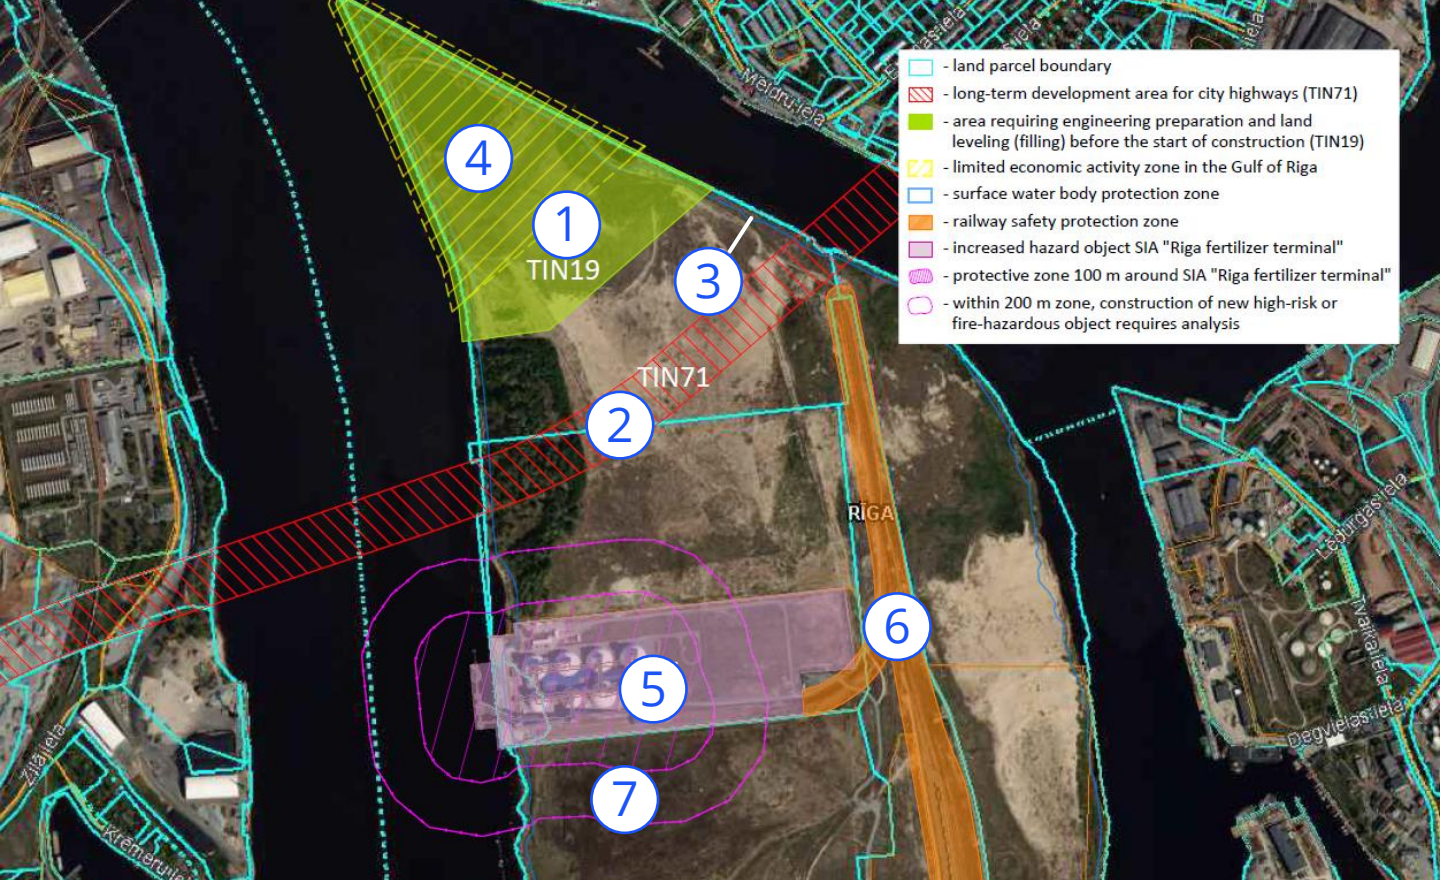 - land parcel boundary
- long-term development area for city highways (TIN71)
- area requiring engineering preparation and land
leveling (filling) before the start of construction (TIN19)
- limited economic activity zone in the Gulf of Riga
- surface water body protection zone
- railway safety protection zone
- increased hazard object SIA "Riga fertilizer terminal"
- protective zone 100 m around SIA "Riga fertilizer terminal"
- within 200 m zone, construction of new high-risk or
fire-hazardous object requires analysis
Meldru iela
4
1
TIN19
3
TIN71
2
RĪGA
6
5
7
Ledurgas iela
Tvaika iela
Degvielas iela
Zilā iela